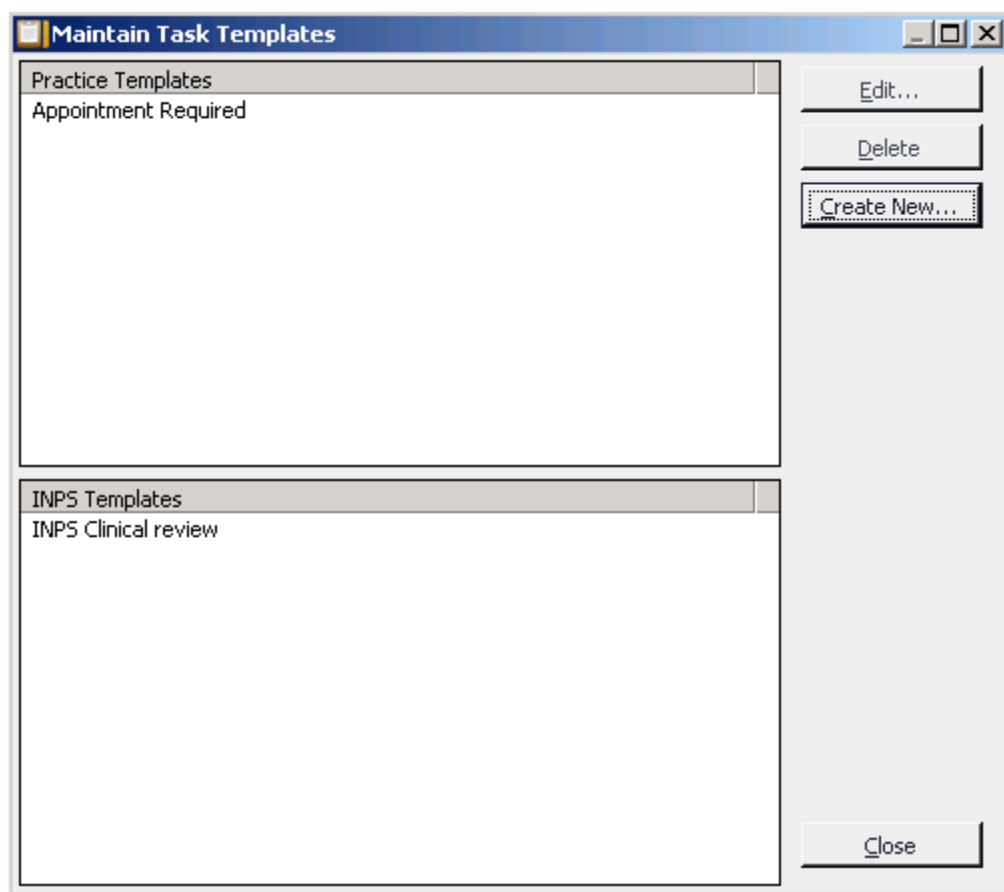 Maintain Task Templates
Practice Templates
Appointment Required
Edit...
Delete
Create New...
INPS Templates
INPS Clinical review
Close